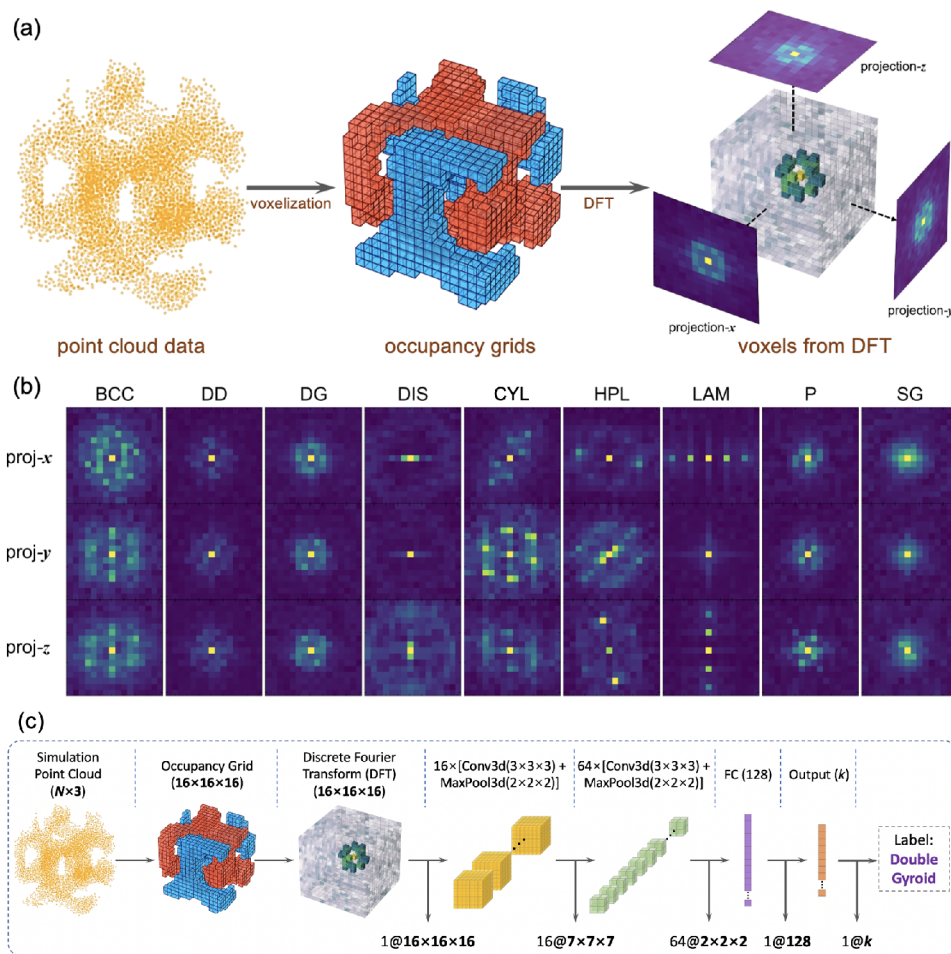 (a)
projection-z
voxelization
DFT
projection-x
projection-y
point cloud data
occupancy grids
voxels from DFT
(b)
BCC DD DG DIS CYL HPL LAM P SG
proj-x
proj-y
proj-z
(c)
Simulation Point Cloud (N×3)
Occupancy Grid (16×16×16)
Discrete Fourier Transform (DFT) (16×16×16)
16×[Conv3d(3×3×3) + MaxPool3d(2×2×2)]
64×[Conv3d(3×3×3) + MaxPool3d(2×2×2)]
FC (128)
Output (k)
Label:
Double
Gyroid
1@16×16×16
16@7×7×7
64@2×2×2
1@128
1@k